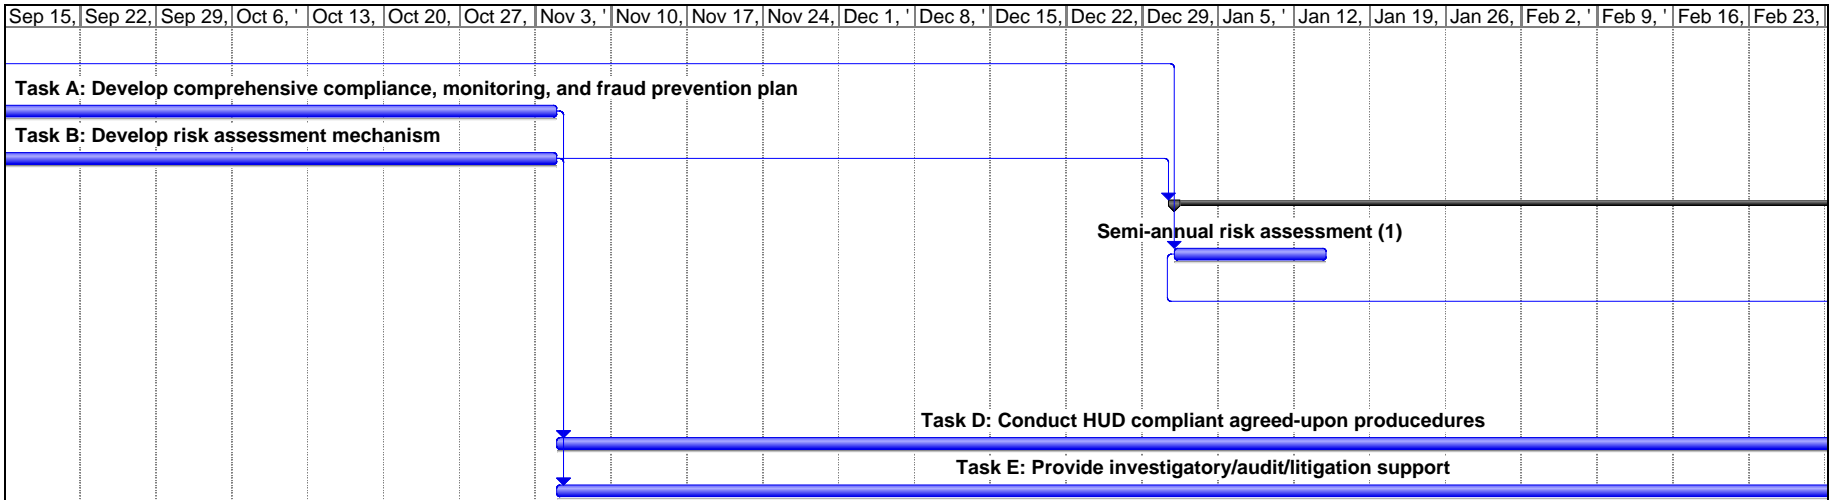 Sep 15, Sep 22, Sep 29, Oct 6, ' Oct 13, Oct 20, Oct 27, Nov 3, ' Nov 10, Nov 17, Nov 24, Dec 1, ' Dec 8, ' Dec 15, Dec 22, Dec 29, Jan 5, ' Jan 12, Jan 19, Jan 26, Feb 2, ' Feb 9, ' Feb 16, Feb 23,
Task A: Develop comprehensive compliance, monitoring, and fraud prevention plan
Task B: Develop risk assessment mechanism
Semi-annual risk assessment (1)
Task D: Conduct HUD compliant agreed-upon producedures
Task E: Provide investigatory/audit/litigation support